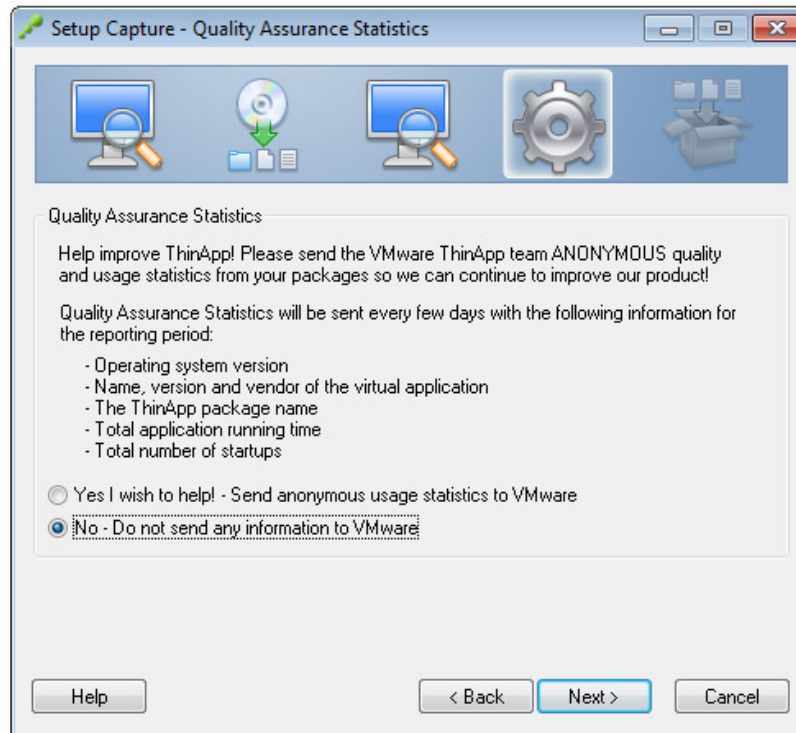 Setup Capture - Quality Assurance Statistics
Quality Assurance Statistics
Help improve ThinApp! Please send the VMware ThinApp team ANONYMOUS quality
and usage statistics from your packages so we can continue to improve our product!
Quality Assurance Statistics will be sent every few days with the following information for
the reporting period:
- Operating system version
- Name, version and vendor of the virtual application
- The ThinApp package name
- Total application running time
- Total number of startups
Yes I wish to help! - Send anonymous usage statistics to VMware
No - Do not send any information to VMware
Help
< Back
Next >
Cancel